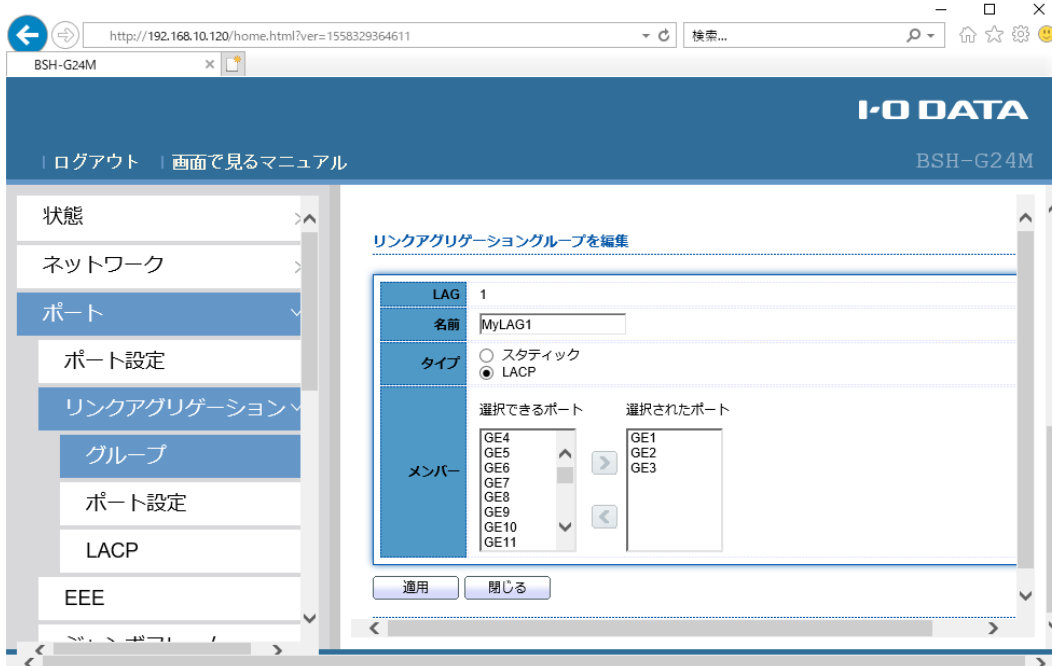 http://192.168.10.120/home.html?ver=1558329364611
検索...
BSH-G24M
I-O DATA
ログアウト
画面で見るマニュアル
BSH-G24M
状態
ネットワーク
ポート
ポート設定
リンクアグリゲーション
グループ
ポート設定
LACP
EEE
リンクアグリゲーショングループを編集
LAG 1
名前 MyLAG1
タイプ
スタティック
LACP
メンバー
選択できるポート
GE4
GE5
GE6
GE7
GE8
GE9
GE10
GE11
選択されたポート
GE1
GE2
GE3
適用 閉じる